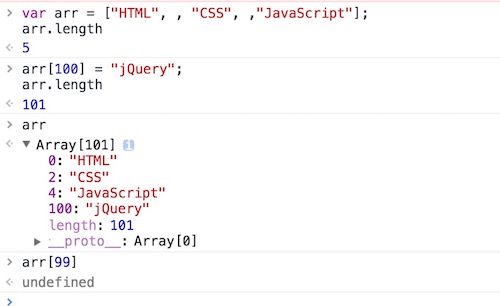 > var arr = ["HTML", , "CSS", ,"JavaScript"];
arr.length
5
> arr[100] = "jQuery";
arr.length
101
> arr
▼ Array[101] i
0: "HTML"
2: "CSS"
4: "JavaScript"
100: "jQuery"
length: 101
▶ __proto__: Array[0]
> arr[99]
undefined
>